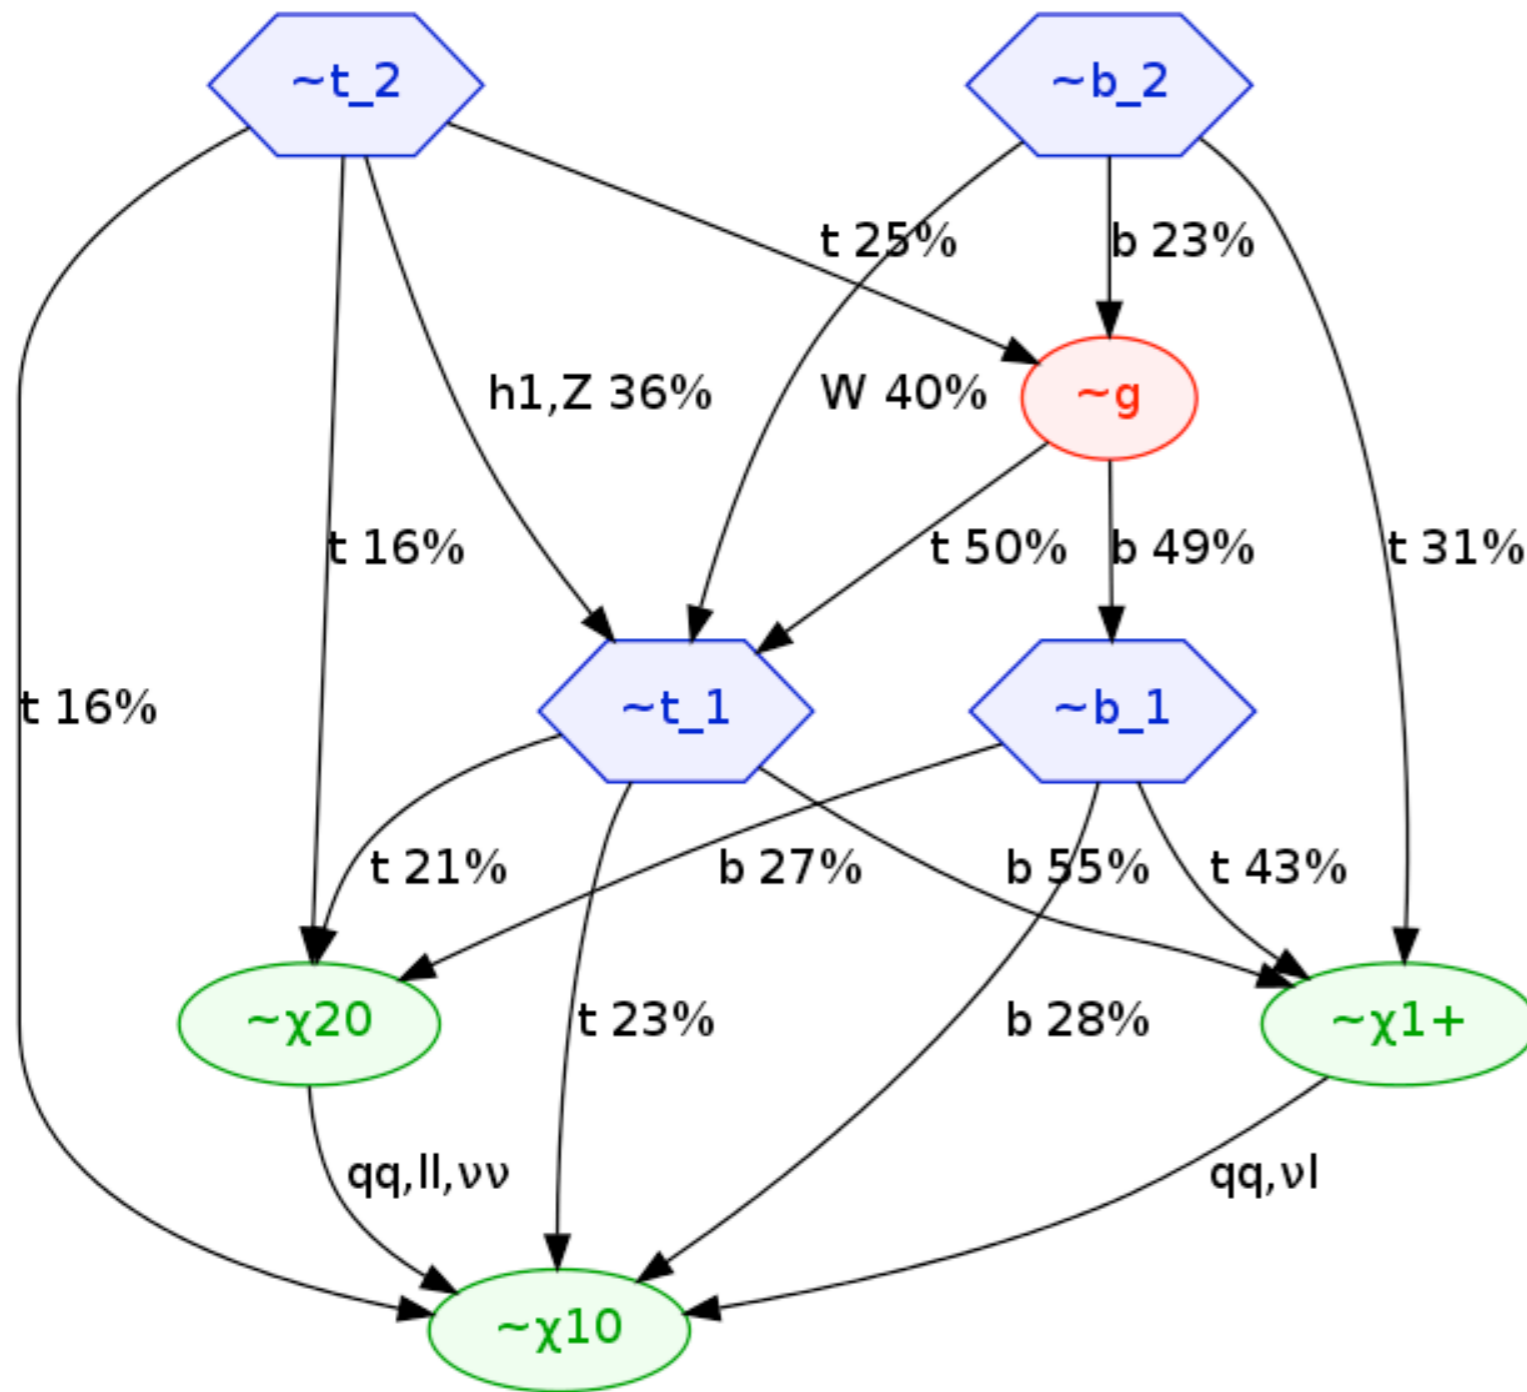 ~t_2
~b_2
t 25%
b 23%
h1,Z 36%
W 40%
~g
t 16%
t 50%
b 49%
t 31%
t 16%
~t_1
~b_1
t 21%
b 27%
b 55%
t 43%
~χ20
t 23%
b 28%
~χ1+
qq,ll,νν
qq,νl
~χ10